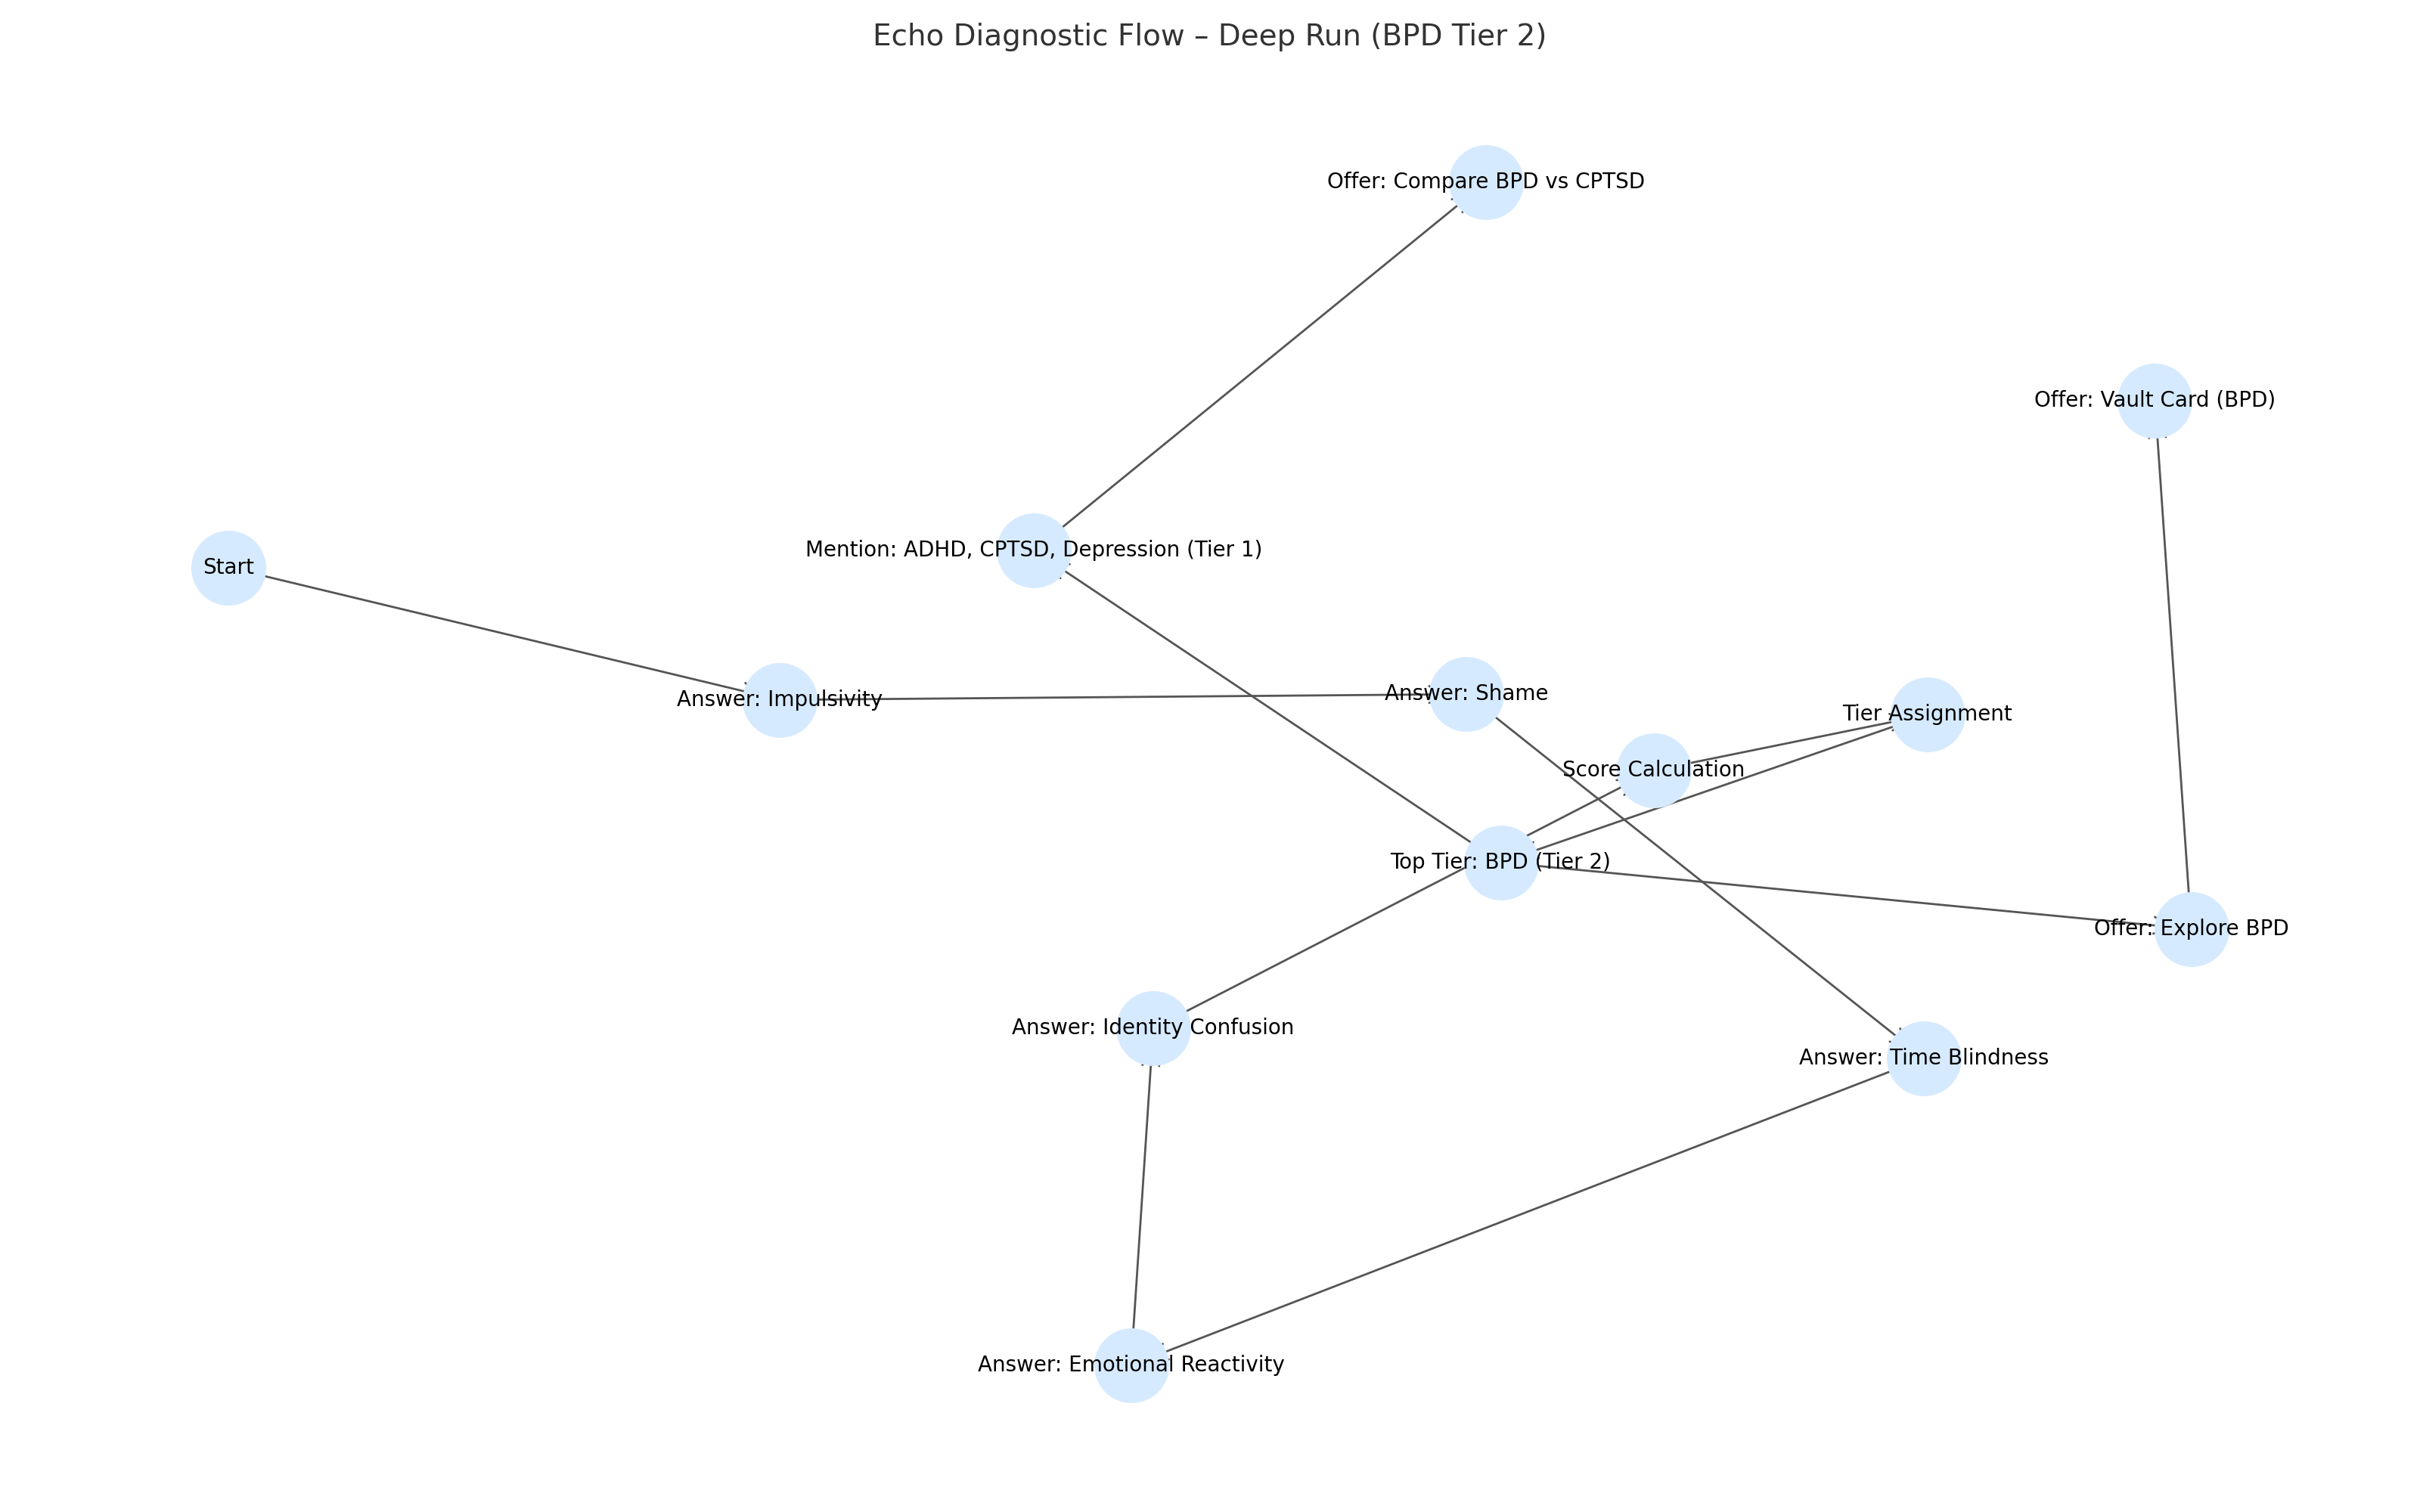 Echo Diagnostic Flow – Deep Run (BPD Tier 2)
Offer: Compare BPD vs CPTSD
Offer: Vault Card (BPD)
Mention: ADHD, CPTSD, Depression (Tier 1)
Start
Answer: Impulsivity
Answer: Shame
Tier Assignment
Score Calculation
Top Tier: BPD (Tier 2)
Offer: Explore BPD
Answer: Identity Confusion
Answer: Time Blindness
Answer: Emotional Reactivity